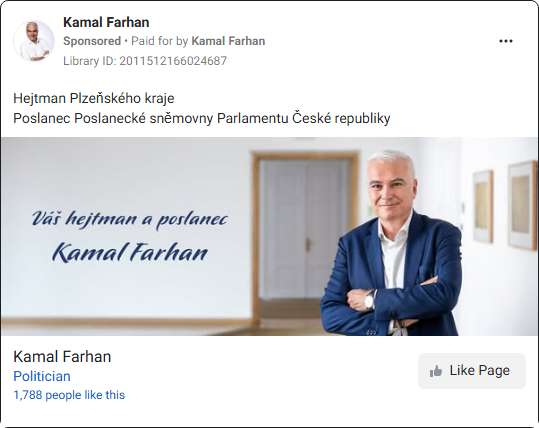 Kamal Farhan
Sponsored • Paid for by Kamal Farhan
Library ID: 2011512166024687
Hejtman Plzeňského kraje
Poslanec Poslanecké sněmovny Parlamentu České republiky
Váš hejtman a poslanec
Kamal Farhan
Kamal Farhan
Politician
1,788 people like this
Like Page